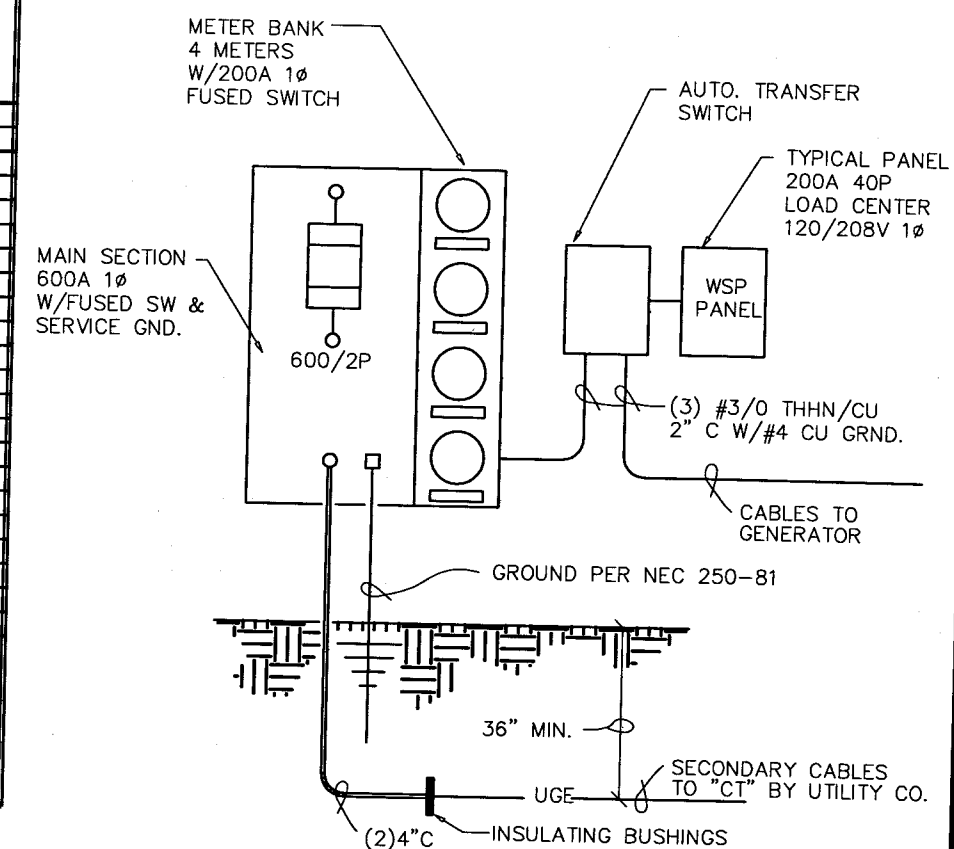 METER BANK
4 METERS
W/200A 1ø
FUSED SWITCH
AUTO. TRANSFER
SWITCH
TYPICAL PANEL
200A 40P
LOAD CENTER
120/208V 1ø
MAIN SECTION
600A 1ø
W/FUSED SW &
SERVICE GND.
600/2P
WSP
PANEL
(3) #3/0 THHN/CU
2" C W/#4 CU GRND.
CABLES TO
GENERATOR
GROUND PER NEC 250-81
36" MIN.
SECONDARY CABLES
TO "CT" BY UTILITY CO.
UGE
(2)4"C
INSULATING BUSHINGS